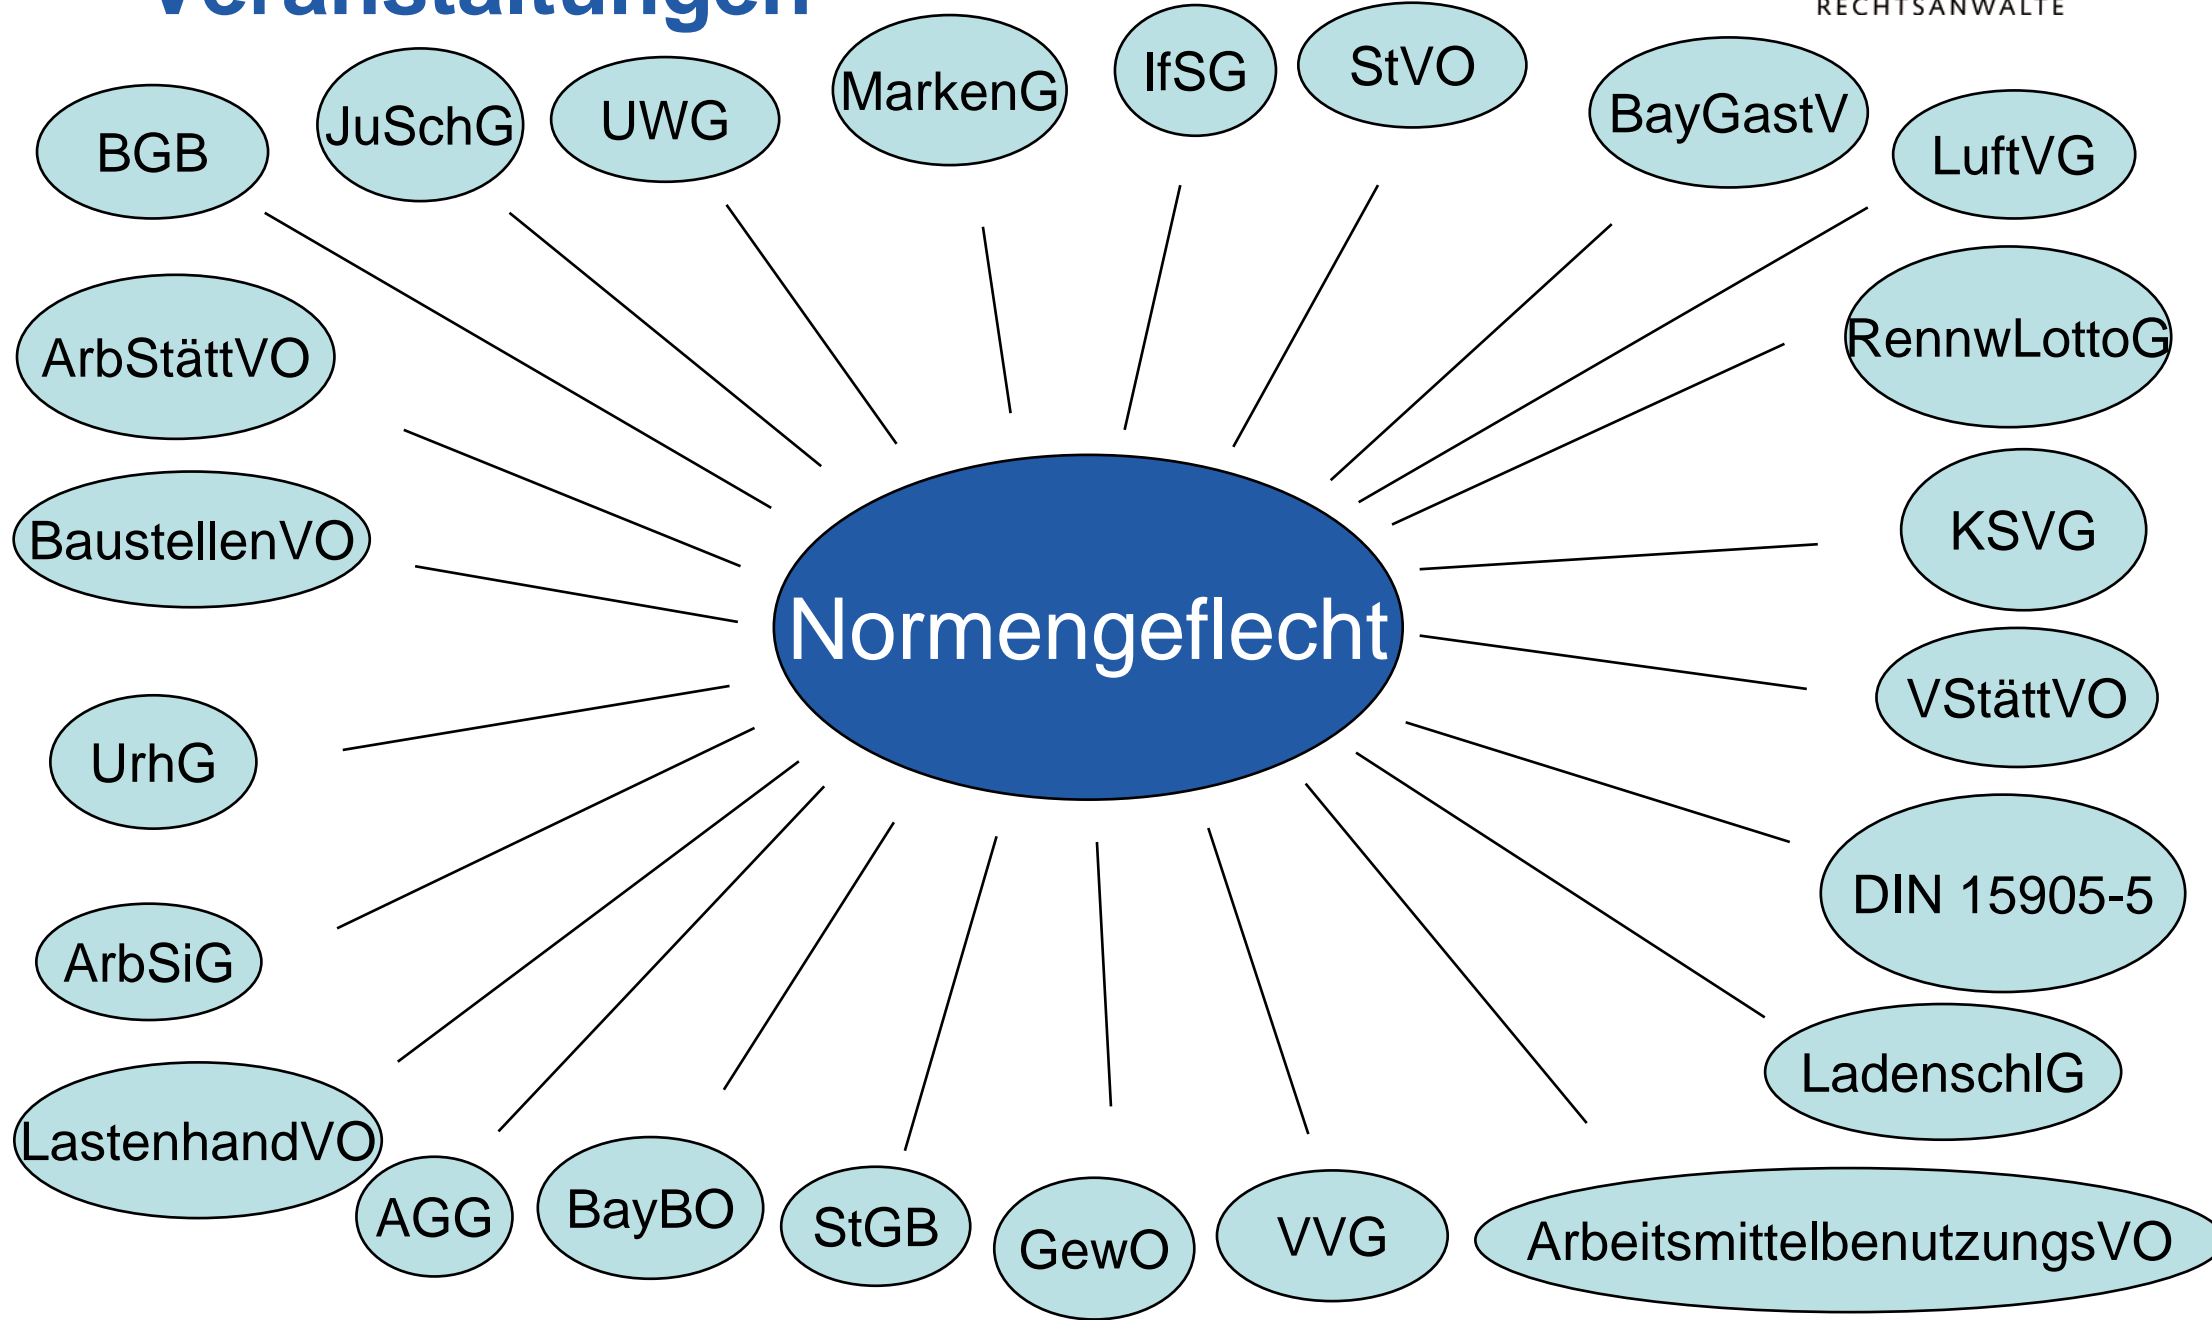 Veranstaltungen
RECHTSANWÄLTE
BGB
JuSchG
UWG
MarkenG
IfSG
StVO
BayGastV
LuftVG
ArbStättVO
RennwLottoG
BaustellenVO
KSVG
Normengeflecht
VStättVO
UrhG
DIN 15905-5
ArbSiG
LadenschlG
LastenhandVO
AGG
BayBO
StGB
GewO
VVG
ArbeitsmittelbenutzungsVO